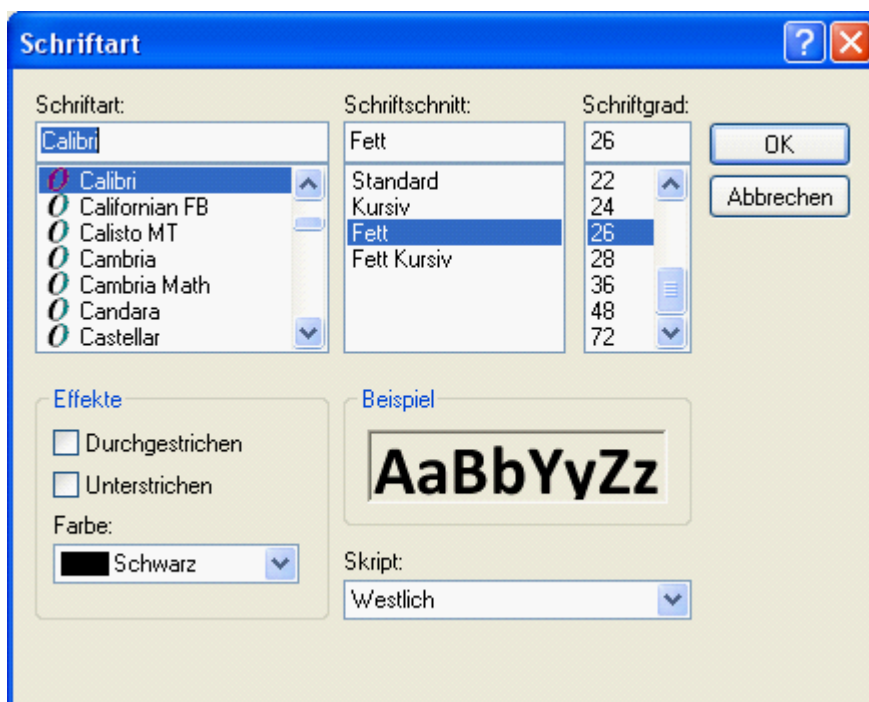 Schriftart
Schriftart:
Calibri
Calibri
Californian FB
Calisto MT
Cambria
Cambria Math
Candara
Castellar
Schriftschnitt:
Fett
Standard
Kursiv
Fett
Fett Kursiv
Schriftgrad:
26
22
24
26
28
36
48
72
OK
Abbrechen
Effekte
Durchgestrichen
Unterstrichen
Farbe:
Schwarz
Beispiel
AaBbYyZz
Skript:
Westlich